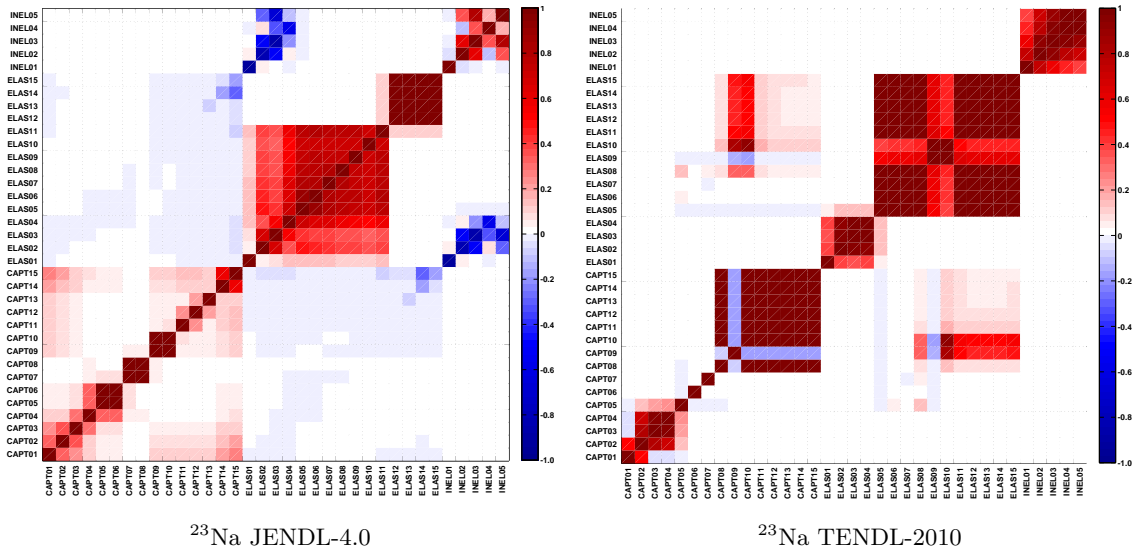 INEL05
INEL04
INEL03
INEL02
INEL01
ELAS15
ELAS14
ELAS13
ELAS12
ELAS11
ELAS10
ELAS09
ELAS08
ELAS07
ELAS06
ELAS05
ELAS04
ELAS03
ELAS02
ELAS01
CAPT15
CAPT14
CAPT13
CAPT12
CAPT11
CAPT10
CAPT09
CAPT08
CAPT07
CAPT06
CAPT05
CAPT04
CAPT03
CAPT02
CAPT01
CAPT01 CAPT02 CAPT03 CAPT04 CAPT05 CAPT06 CAPT07 CAPT08 CAPT09 CAPT10 CAPT11 CAPT12 CAPT13 CAPT14 CAPT15 ELAS01 ELAS02 ELAS03 ELAS04 ELAS05 ELAS06 ELAS07 ELAS08 ELAS09 ELAS10 ELAS11 ELAS12 ELAS13 ELAS14 ELAS15 INEL01 INEL02 INEL03 INEL04 INEL05
1
0.8
0.6
0.4
0.2
0
-0.2
-0.4
-0.6
-0.8
-1.0
²³Na JENDL-4.0
INEL05
INEL04
INEL03
INEL02
INEL01
ELAS15
ELAS14
ELAS13
ELAS12
ELAS11
ELAS10
ELAS09
ELAS08
ELAS07
ELAS06
ELAS05
ELAS04
ELAS03
ELAS02
ELAS01
CAPT15
CAPT14
CAPT13
CAPT12
CAPT11
CAPT10
CAPT09
CAPT08
CAPT07
CAPT06
CAPT05
CAPT04
CAPT03
CAPT02
CAPT01
CAPT01 CAPT02 CAPT03 CAPT04 CAPT05 CAPT06 CAPT07 CAPT08 CAPT09 CAPT10 CAPT11 CAPT12 CAPT13 CAPT14 CAPT15 ELAS01 ELAS02 ELAS03 ELAS04 ELAS05 ELAS06 ELAS07 ELAS08 ELAS09 ELAS10 ELAS11 ELAS12 ELAS13 ELAS14 ELAS15 INEL01 INEL02 INEL03 INEL04 INEL05
1
0.8
0.6
0.4
0.2
0
-0.2
-0.4
-0.6
-0.8
-1.0
²³Na TENDL-2010